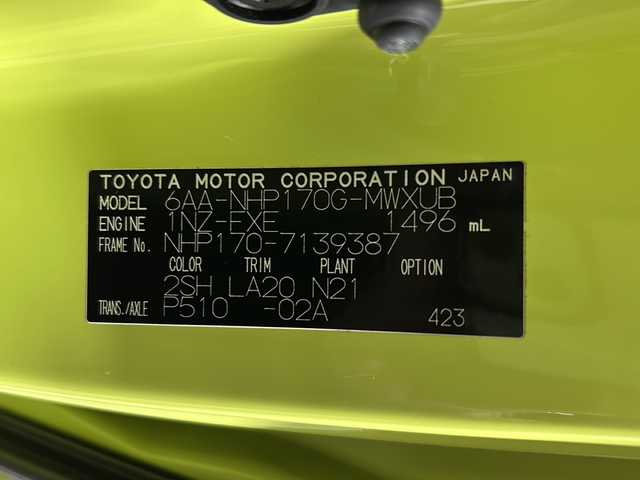 TOYOTA MOTOR CORPORATION JAPAN
MODEL 6AA-NHP170G-MWXUB
ENGINE 1NZ-EXE 1496 mL
FRAME No. NHP170-7139387
COLOR TRIM PLANT OPTION
2SH LA20 N21
TRANS./AXLE P510 -02A 423